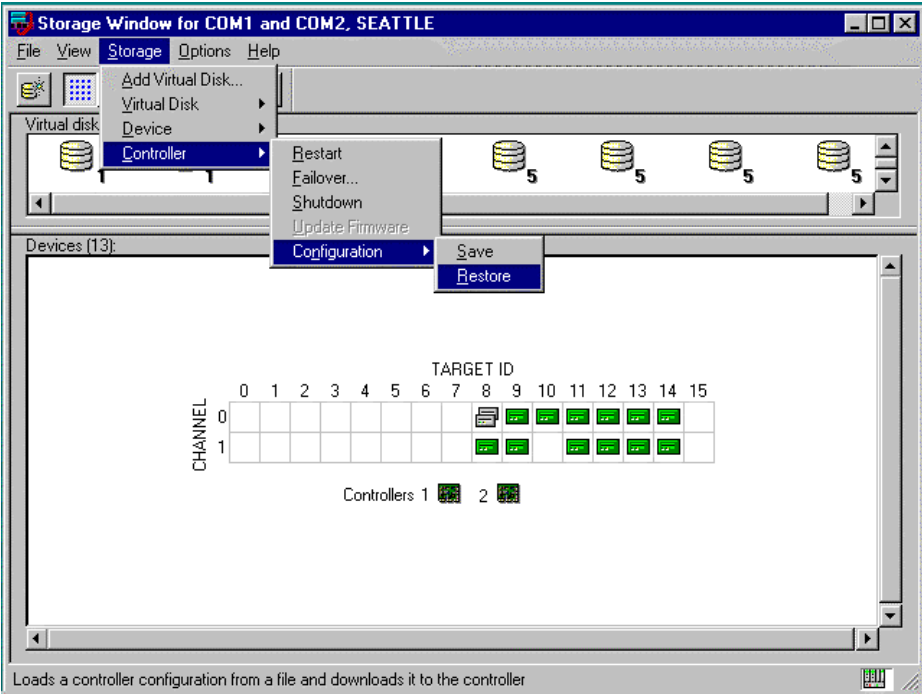 Storage Window for COM1 and COM2, SEATTLE
File View Storage Options Help
Add Virtual Disk...
Virtual Disk
Device
Controller
Virtual disk
1 1 5 5 5 5
Restart
Failover...
Shutdown
Update Firmware
Configuration
Save
Restore
Devices (13):
TARGET ID
0 1 2 3 4 5 6 7 8 9 10 11 12 13 14 15
CHANNEL
0
1
Controllers 1 2
Loads a controller configuration from a file and downloads it to the controller